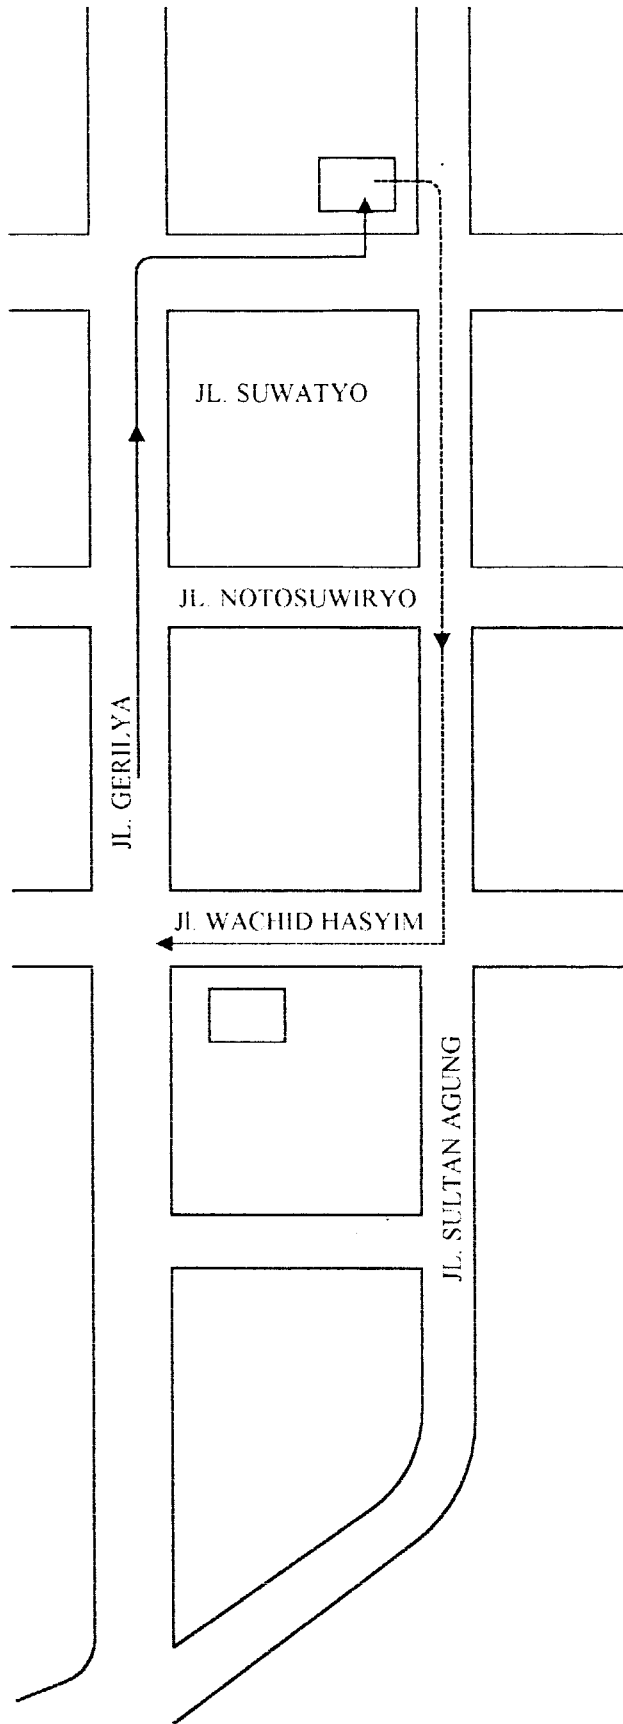 JL. SUWATYO
JL. NOTOSUWIRYO
JL. GERILYA
Jl. WACHID HASYIM
JL. SULTAN AGUNG